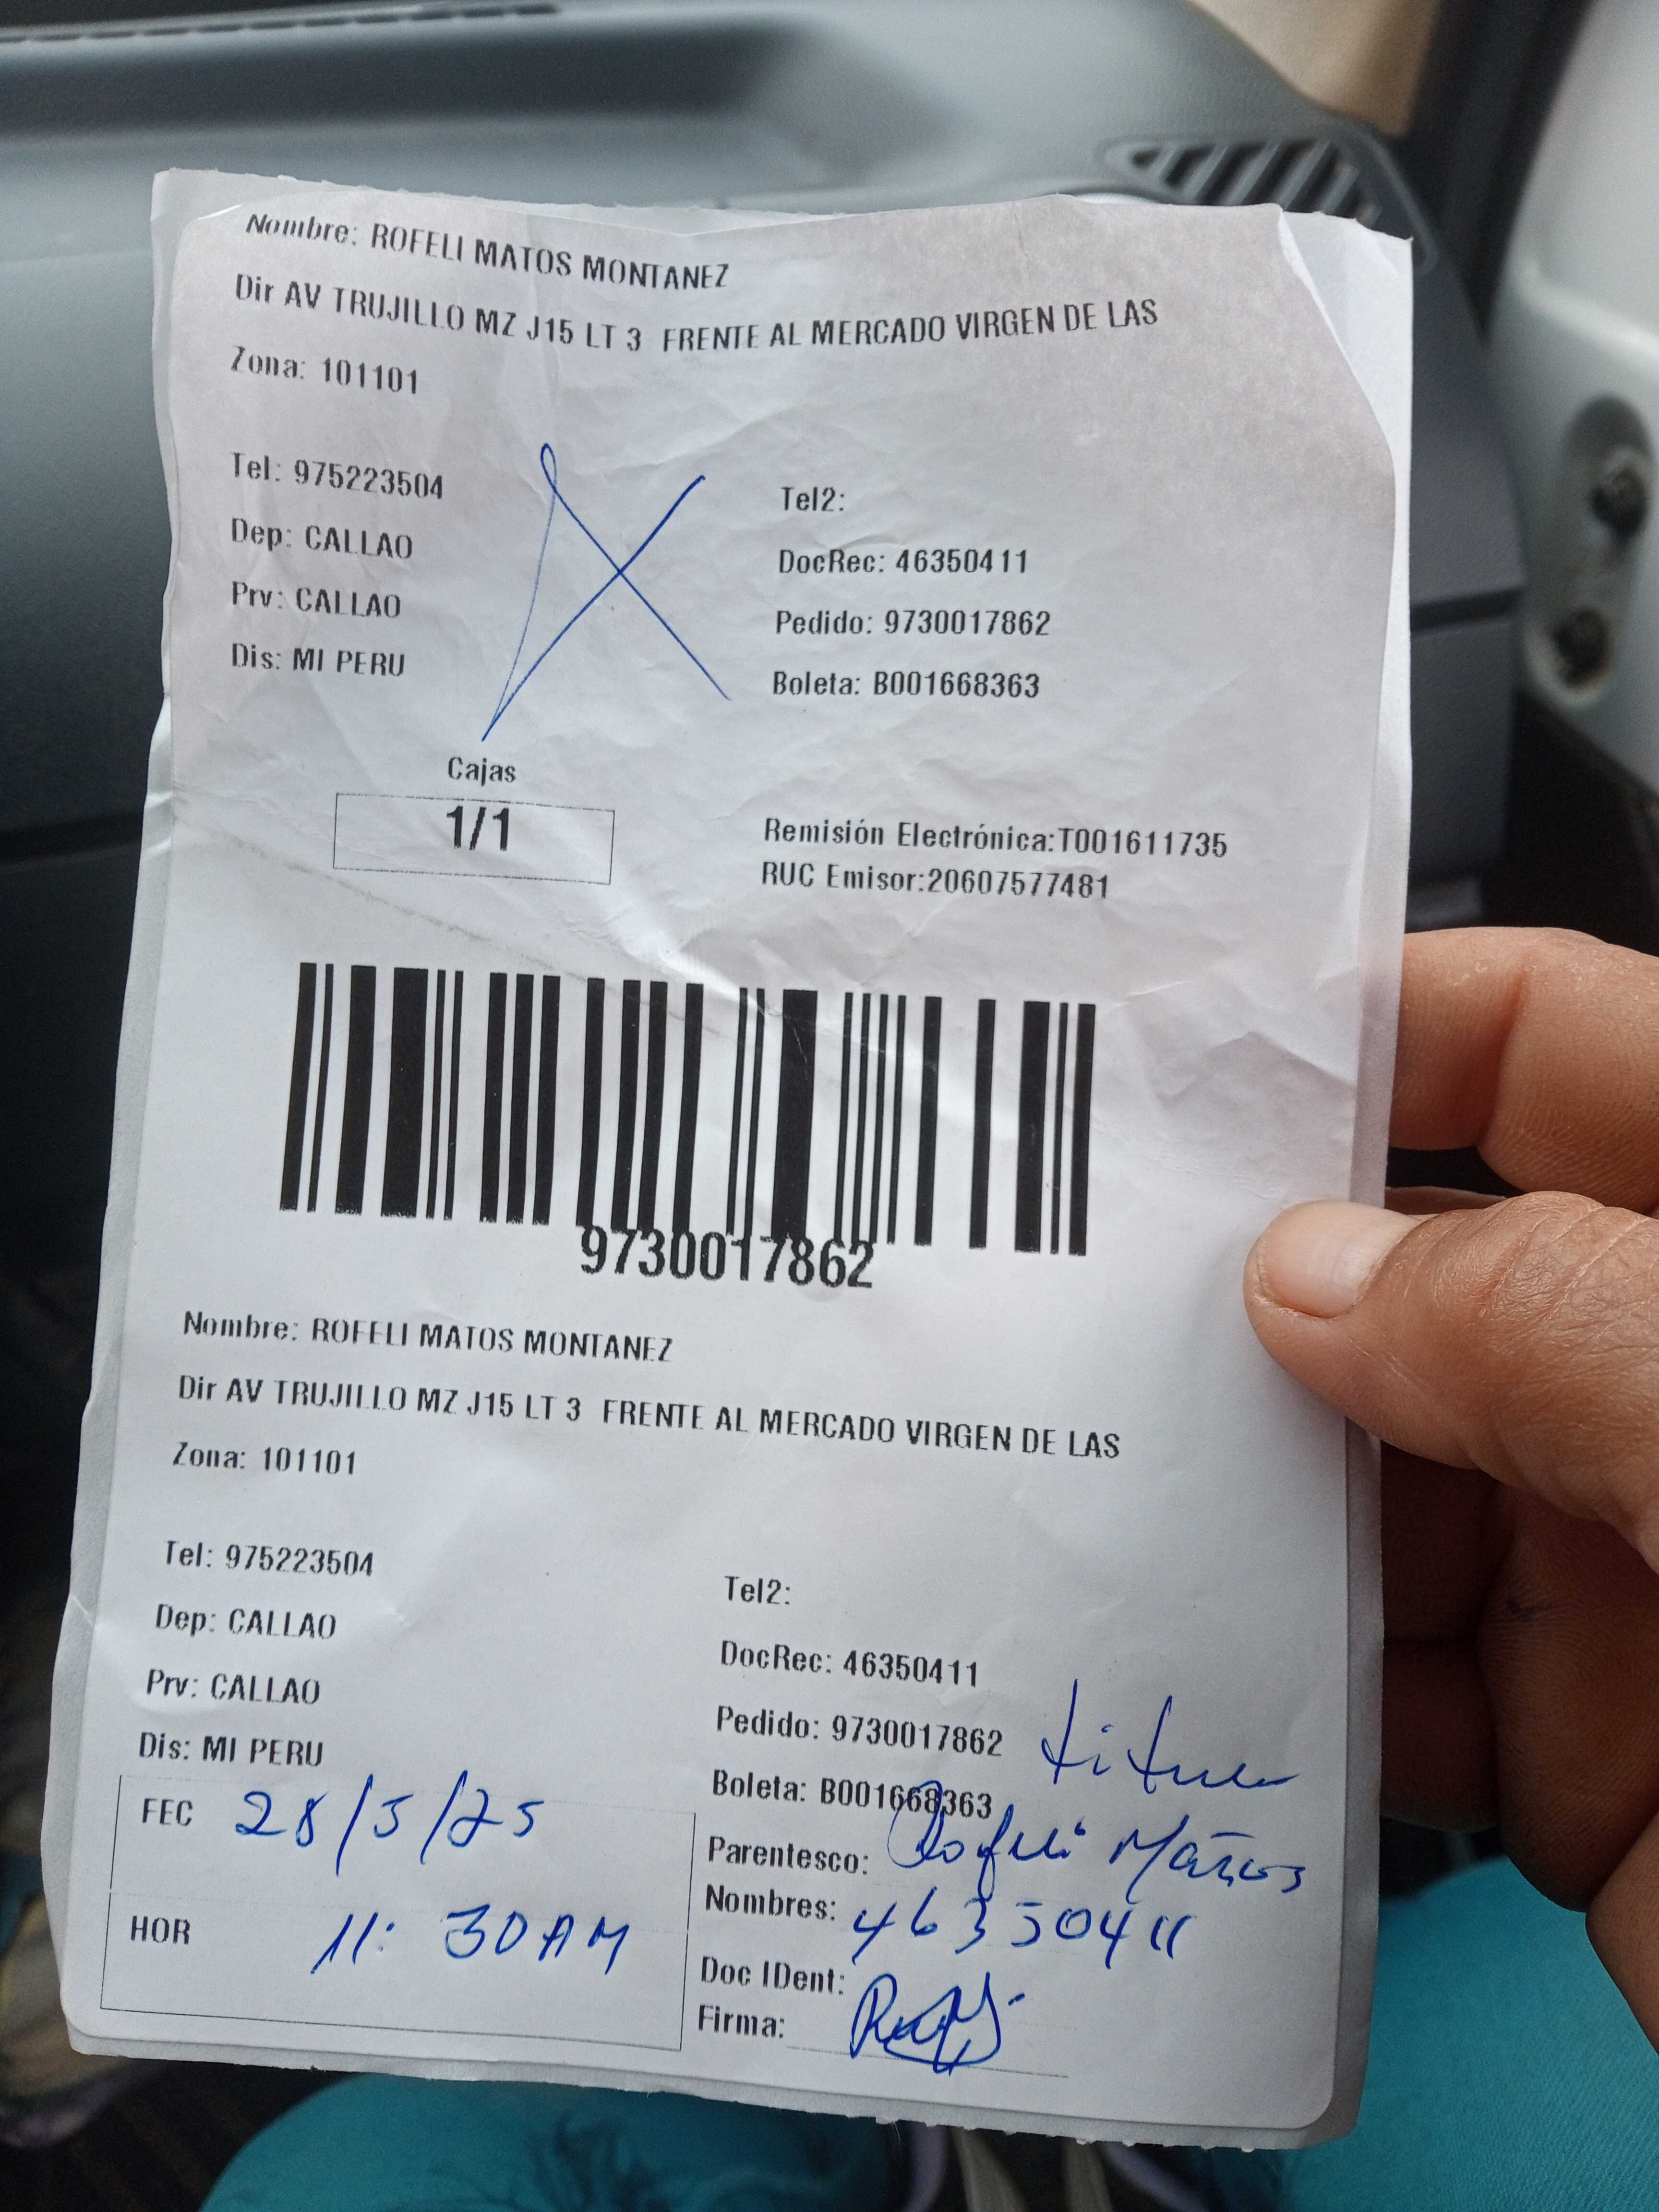 Nombre: ROFELI MATOS MONTANEZ
Dir AV TRUJILLO MZ J15 LT 3 FRENTE AL MERCADO VIRGEN DE LAS
Zona: 101101
Tel: 975223504
Tel2:
Dep: CALLAO
DocRec: 46350411
Prv: CALLAO
Pedido: 9730017862
Dis: MI PERU
Boleta: B001668363
Cajas
1/1
Remisión Electrónica:T001611735
RUC Emisor:20607577481
9730017862
Nombre: ROFELI MATOS MONTANEZ
Dir AV TRUJILLO MZ J15 LT 3 FRENTE AL MERCADO VIRGEN DE LAS
Zona: 101101
Tel: 975223504
Tel2:
Dep: CALLAO
DocRec: 46350411
Prv: CALLAO
Pedido: 9730017862
Dis: MI PERU
Boleta: B001668363
FEC 28/5/25
Parentesco: Rofeli Matos
Nombres: 46350411
HOR 11:30AM
Doc IDent:
Firma: